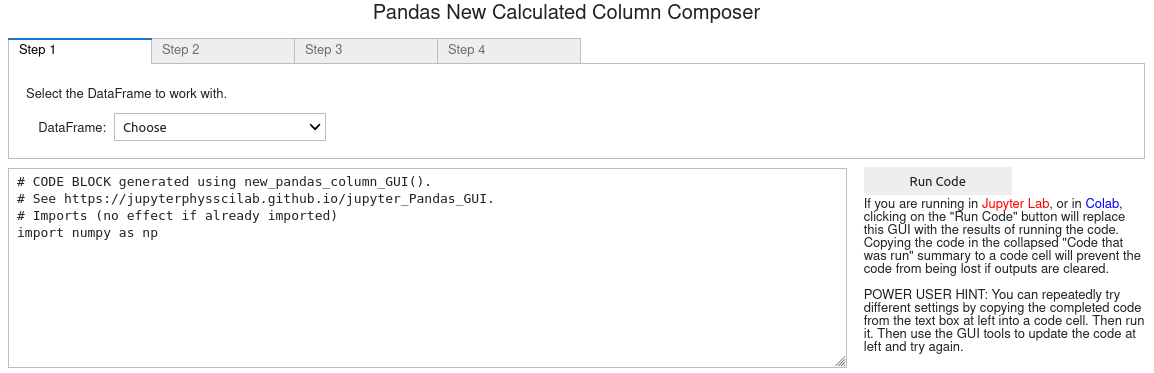 Pandas New Calculated Column Composer
Step 1
Step 2
Step 3
Step 4
Select the DataFrame to work with.
DataFrame: Choose
# CODE BLOCK generated using new_pandas_column_GUI().
# See https://jupyterphysscilab.github.io/jupyter_Pandas_GUI.
# Imports (no effect if already imported)
import numpy as np
Run Code
If you are running in Jupyter Lab, or in Colab,
clicking on the "Run Code" button will replace
this GUI with the results of running the code.
Copying the code in the collapsed "Code that
was run" summary to a code cell will prevent the
code from being lost if outputs are cleared.
POWER USER HINT: You can repeatedly try
different settings by copying the completed code
from the text box at left into a code cell. Then run
it. Then use the GUI tools to update the code at
left and try again.